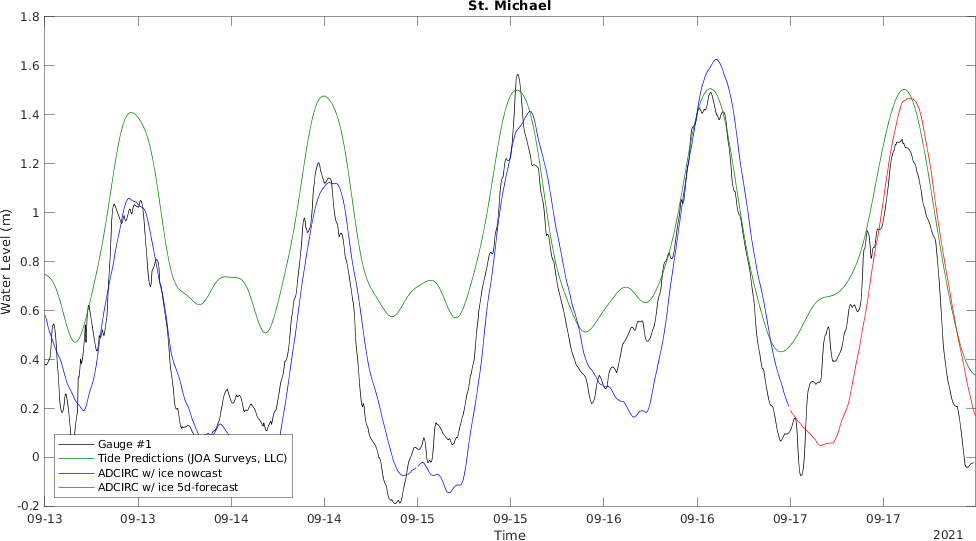 St. Michael
1.8
1.6
1.4
1.2
1
0.8
0.6
0.4
0.2
0
-0.2
Water Level (m)
Gauge #1
Tide Predictions (JOA Surveys, LLC)
ADCIRC w/ ice nowcast
ADCIRC w/ ice 5d-forecast
09-13 09-13 09-14 09-14 09-15 09-15 09-16 09-16 09-17 09-17
Time
2021